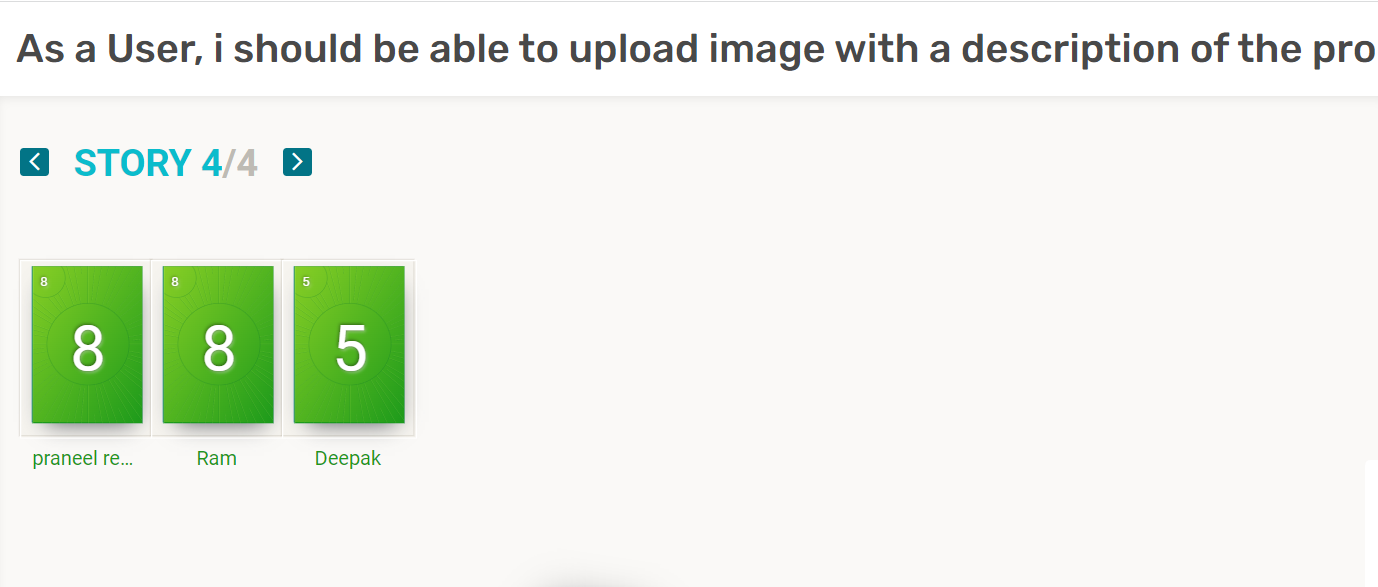 As a User, i should be able to upload image with a description of the pro
STORY 4/4
8 8 5
8 8 5
praneel re... Ram Deepak